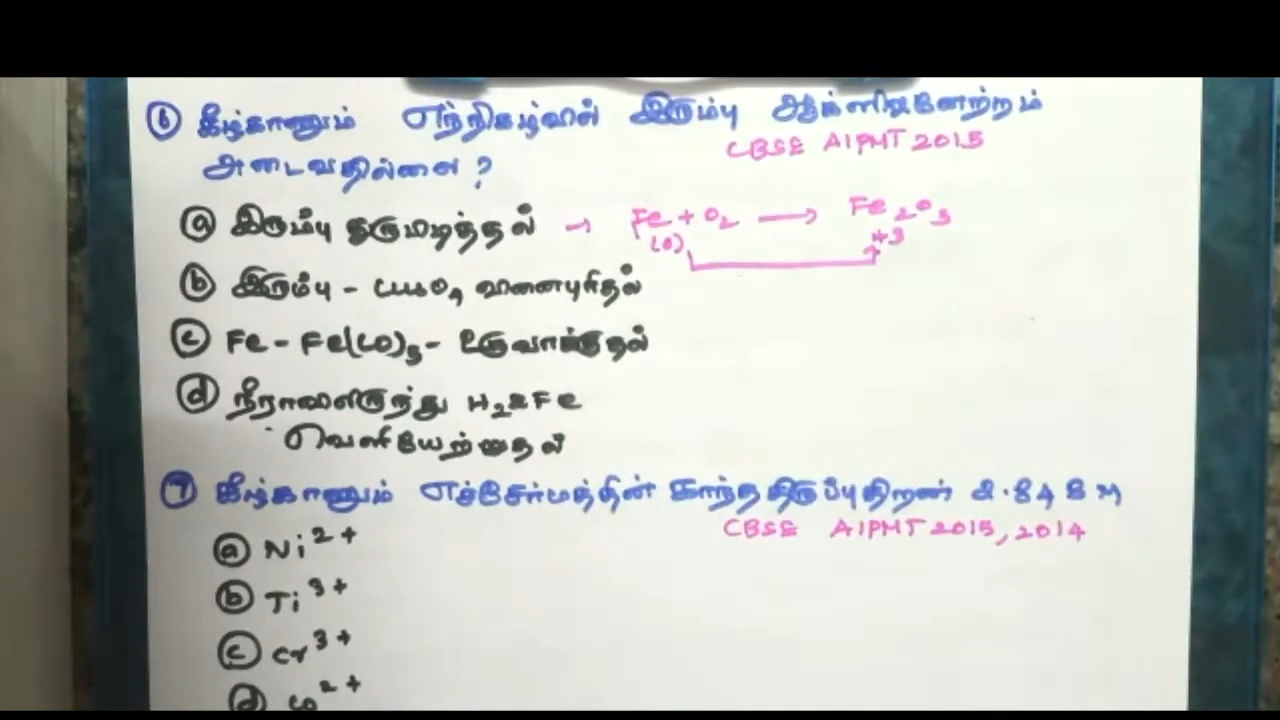 ⑥ கீழ்காணும் எந்நிகழ்வில் இரும்பு ஆக்ஸிஜனேற்றம்
CBSE AIPMT 2015
அடைவதில்லை?
ⓐ இரும்பு துருபிடித்தல் → Fe + O₂ ⟶ Fe₂O₃
(0) +3
ⓑ இரும்பு - CuSO₄ வினைபுரிதல்
ⓒ Fe - Fe(CO)₅ - உருவாக்குதல்
ⓓ நீராவியிலிருந்து H₂ & Fe
வெளியேற்றுதல்
⑦ கீழ்காணும் எச்சேர்மத்தின் காந்த திருப்புதிறன் 2.84 BM
CBSE AIPMT 2015, 2014
ⓐ Ni²⁺
ⓑ Ti³⁺
ⓒ Cr³⁺
ⓓ Co²⁺